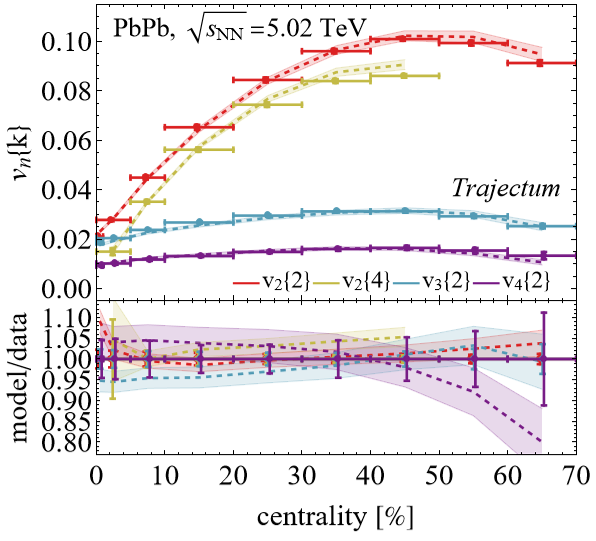 PbPb, √sNN =5.02 TeV
0.10
0.08
0.06
0.04
0.02
0.00
vn{k}
Trajectum
v2{2} v2{4} v3{2} v4{2}
1.10
1.05
1.00
0.95
0.90
0.85
0.80
model/data
0 10 20 30 40 50 60 70
centrality [%]